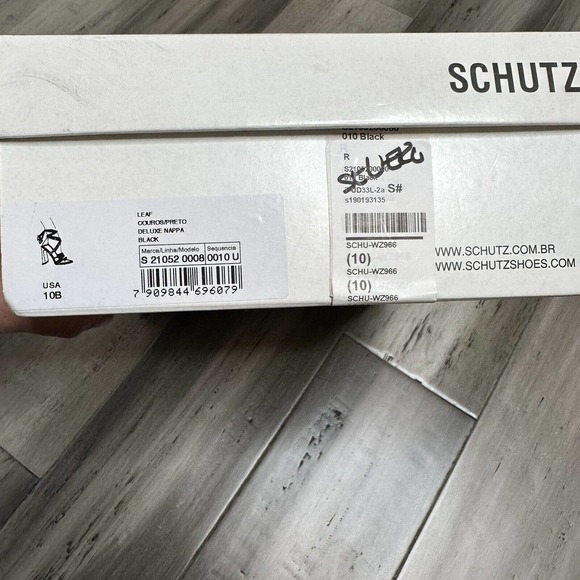 SCHUTZ
LEAF
COUROS/PRETO
DELUXE NAPPA
BLACK
Marca/Linha/Modelo Sequencia
S 21052 0008 0010 U
7 909844 696079
USA
10B
010 Black
R
R
S#
s190193135
SCHU-WZ966
(10)
SCHU-WZ966
(10)
SCHU-WZ966
WWW.SCHUTZ.COM.BR
WWW.SCHUTZSHOES.COM